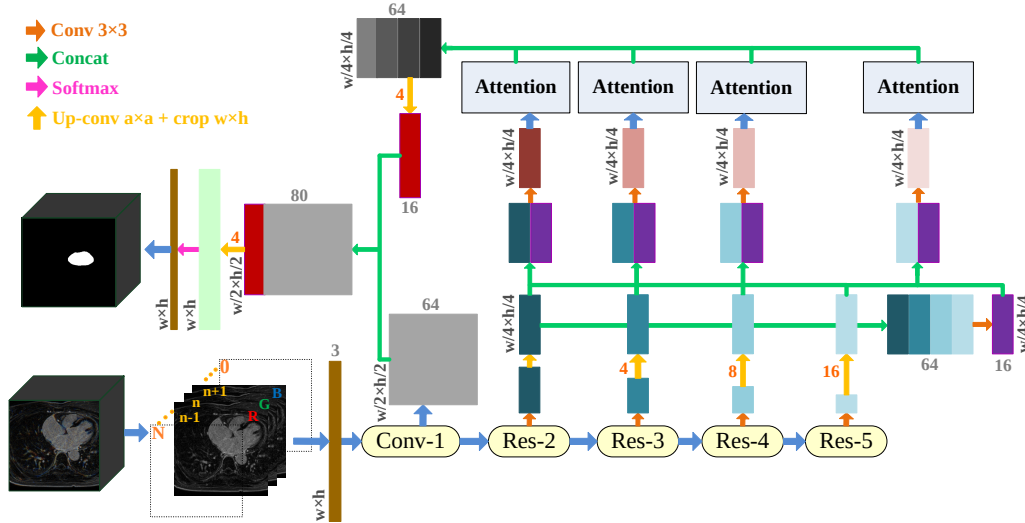 Conv 3×3
Concat
Softmax
Up-conv a×a + crop w×h
64
w/4×h/4
4
16
Attention
Attention
Attention
Attention
w/4×h/4
w/4×h/4
w/4×h/4
w/4×h/4
80
4
w/2×h/2
w×h
w×h
64
w/2×h/2
w/4×h/4
4
8
16
64
16
w/4×h/4
3
w×h
0
n+1
n
n-1
N
B
G
R
Conv-1
Res-2
Res-3
Res-4
Res-5